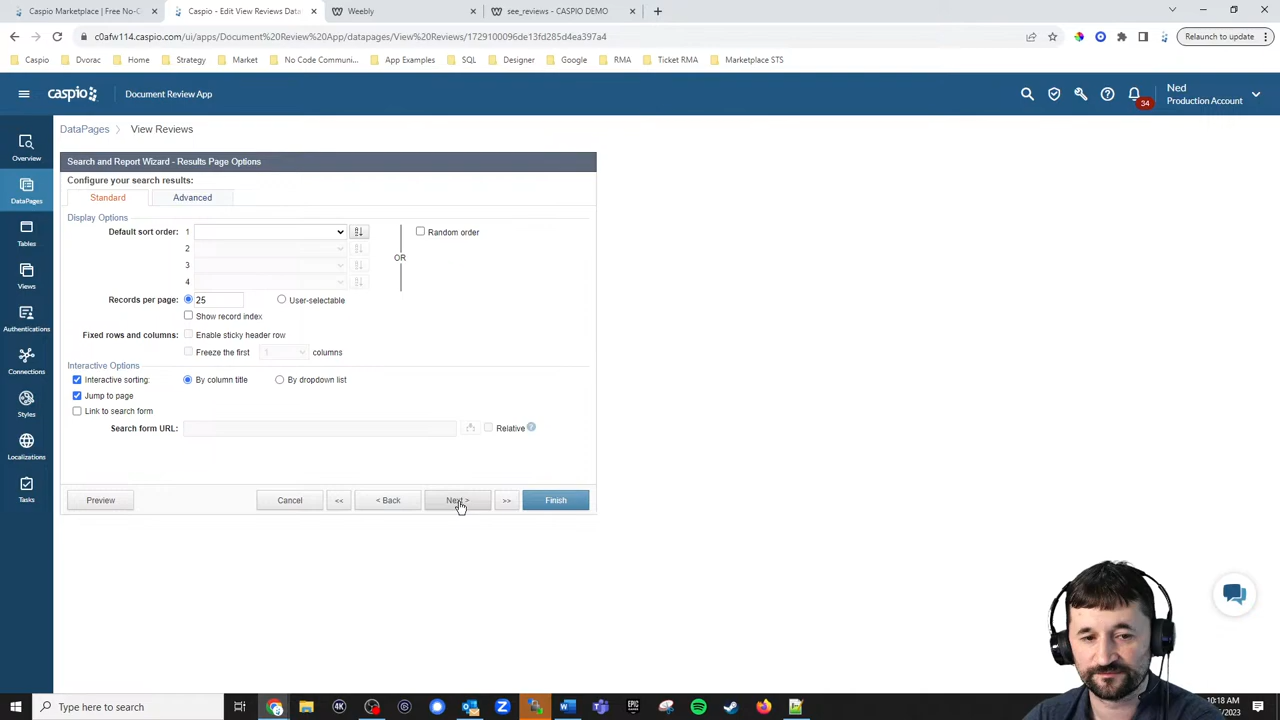 Caspio Marketplace | Free No-C
Caspio - Edit View Reviews Data
Weebly
see_reviews - CASPIO DEMO
c0afw114.caspio.com/ui/apps/Document%20Review%20App/datapages/View%20Reviews/1729100096de13fd285d4ea397a4
Relaunch to update
Caspio
Dvorac
Home
Strategy
Market
No Code Communi...
App Examples
SQL
Designer
Google
RMA
Ticket RMA
Marketplace STS
caspio
Document Review App
34
Ned
Production Account
Overview
DataPages
Tables
Views
Authentications
Connections
Styles
Localizations
Tasks
DataPages > View Reviews
Search and Report Wizard - Results Page Options
Configure your search results:
Standard Advanced
Display Options
Default sort order: 1
2
3
4
OR
Random order
Records per page: 25 User-selectable
Show record index
Fixed rows and columns: Enable sticky header row
Freeze the first 1 columns
Interactive Options
Interactive sorting: By column title By dropdown list
Jump to page
Link to search form
Search form URL: Relative ?
Preview Cancel << < Back Next > >> Finish
Type here to search
10:18 AM